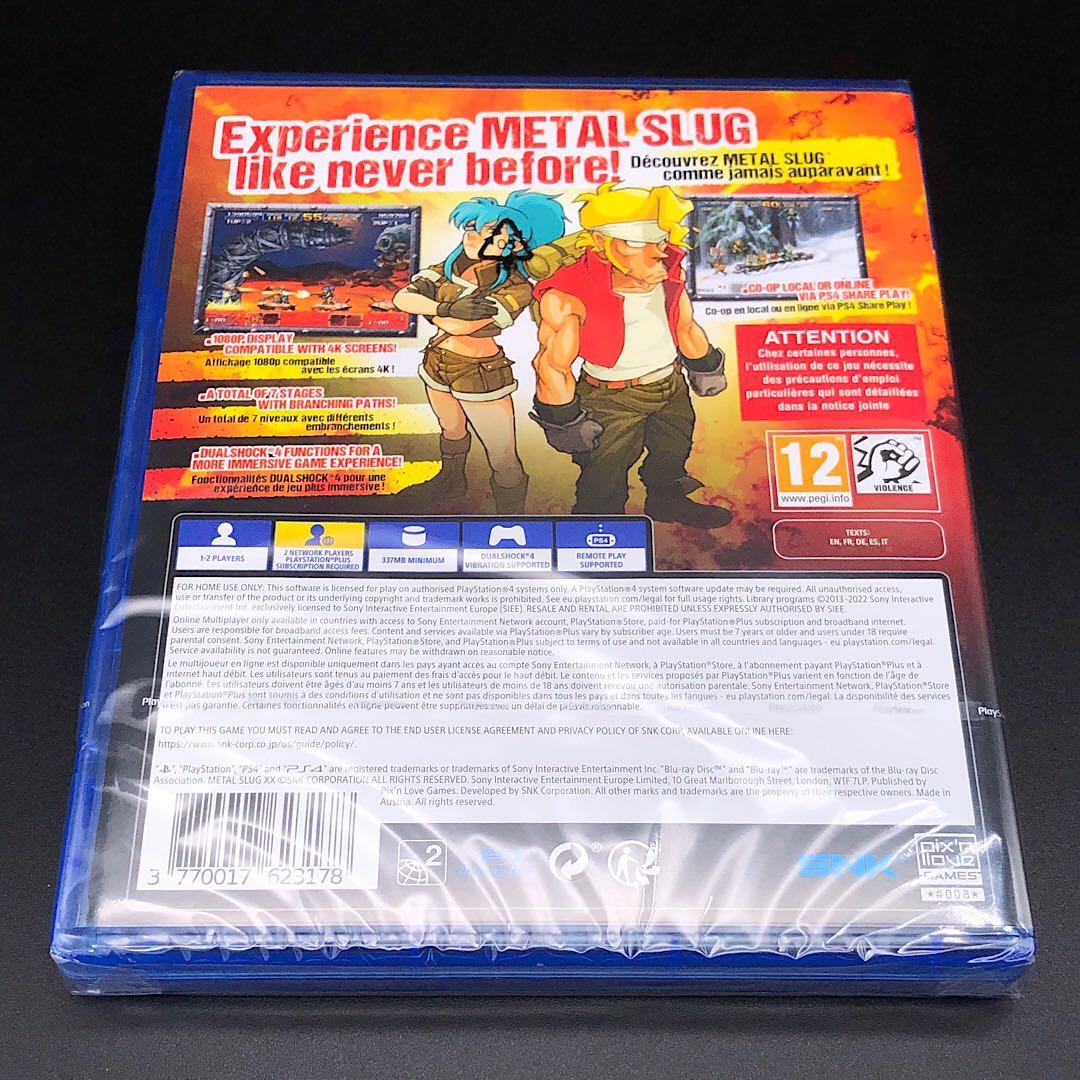 Experience METAL SLUG
like never before!
Découvrez METAL SLUG
comme jamais auparavant !
• 1080P DISPLAY
COMPATIBLE WITH 4K SCREENS!
Affichage 1080p compatible
avec les écrans 4K !
• A TOTAL OF 7 STAGES
WITH BRANCHING PATHS!
Un total de 7 niveaux avec différents
embranchements !
• DUALSHOCK®4 FUNCTIONS FOR A
MORE IMMERSIVE GAME EXPERIENCE!
Fonctionnalités DUALSHOCK®4 pour une
expérience de jeu plus immersive !
• CO-OP LOCAL OR ONLINE
VIA PS4 SHARE PLAY!
Co-op en local ou en ligne via PS4 Share Play !
ATTENTION
Chez certaines personnes,
l'utilisation de ce jeu nécessite
des précautions d'emploi
particulières qui sont détaillées
dans la notice jointe
12
www.pegi.info
VIOLENCE
TEXTS:
EN, FR, DE, ES, IT
1-2 PLAYERS
2 NETWORK PLAYERS
PLAYSTATION®PLUS
SUBSCRIPTION REQUIRED
337MB MINIMUM
DUALSHOCK®4
VIBRATION SUPPORTED
PS4
REMOTE PLAY
SUPPORTED
FOR HOME USE ONLY: This software is licensed for play on authorised PlayStation®4 systems only. A PlayStation®4 system software update may be required. All unauthorised access,
use or transfer of the product or its underlying copyright and trademark works is prohibited. See eu.playstation.com/legal for full usage rights. Library programs ©2013-2022 Sony Interactive
Entertainment Inc. exclusively licensed to Sony Interactive Entertainment Europe (SIEE). RESALE AND RENTAL ARE PROHIBITED UNLESS EXPRESSLY AUTHORISED BY SIEE.
Online Multiplayer only available in countries with access to Sony Entertainment Network account, PlayStation®Store, paid-for PlayStation®Plus subscription and broadband internet.
Users are responsible for broadband access fees. Content and services available via PlayStation®Plus vary by subscriber age. Users must be 7 years or older and users under 18 require
parental consent. Sony Entertainment Network, PlayStation®Store, and PlayStation®Plus subject to terms of use and not available in all countries and languages - eu.playstation.com/legal.
Service availability is not guaranteed. Online features may be withdrawn on reasonable notice.
Le multijoueur en ligne est disponible uniquement dans les pays ayant accès au compte Sony Entertainment Network, à PlayStation®Store, à l'abonnement payant PlayStation®Plus et à
internet haut débit. Les utilisateurs sont tenus au paiement des frais d'accès pour le haut débit. Le contenu et les services proposés par PlayStation®Plus varient en fonction de l'âge de
l'abonné. Les utilisateurs doivent être âgés d'au moins 7 ans et les utilisateurs de moins de 18 ans doivent recevoir une autorisation parentale. Sony Entertainment Network, PlayStation®Store
et PlayStation®Plus sont soumis à des conditions d'utilisation et ne sont pas disponibles dans tous les pays et dans toutes les langues - eu.playstation.com/legal. La disponibilité des services
n'est pas garantie. Certaines fonctionnalités en ligne peuvent être supprimées avec un délai de préavis raisonnable.
TO PLAY THIS GAME YOU MUST READ AND AGREE TO THE END USER LICENSE AGREEMENT AND PRIVACY POLICY OF SNK CORP, AVAILABLE ONLINE HERE:
https://www.snk-corp.co.jp/us/guide/policy/.
"PlayStation", "PS4" and "PS4" are registered trademarks or trademarks of Sony Interactive Entertainment Inc. "Blu-ray Disc™" and "Blu-ray™" are trademarks of the Blu-ray Disc
Association. METAL SLUG XX ©SNK CORPORATION ALL RIGHTS RESERVED. Sony Interactive Entertainment Europe Limited, 10 Great Marlborough Street, London, W1F 7LP. Published by
Pix'n Love Games. Developed by SNK Corporation. All other marks and trademarks are the property of their respective owners. Made in
Austria. All rights reserved.
3 770017 623178
2
SNK
pix'n
love
GAMES
*#008*